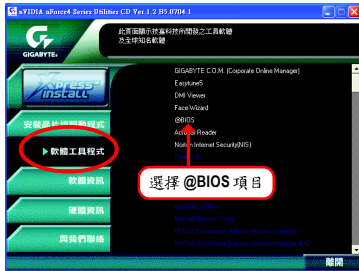 nVIDIA nForce4 Series Utilities CD Ver.1.2 B5.0704.1
GIGABYTE
此頁面顯示技嘉科技所開發之工具軟體
及全球知名軟體
Xpress™
Install
安裝晶片組驅動程式
軟體工具程式
軟體資訊
硬體資訊
與我們聯絡
GIGABYTE C.O.M. (Corporate Online Manager)
Easytune5
DMI Viewer
Face-Wizard
@BIOS
Reader
Norton Internet Security(NIS)
選擇 @BIOS 項目
離開